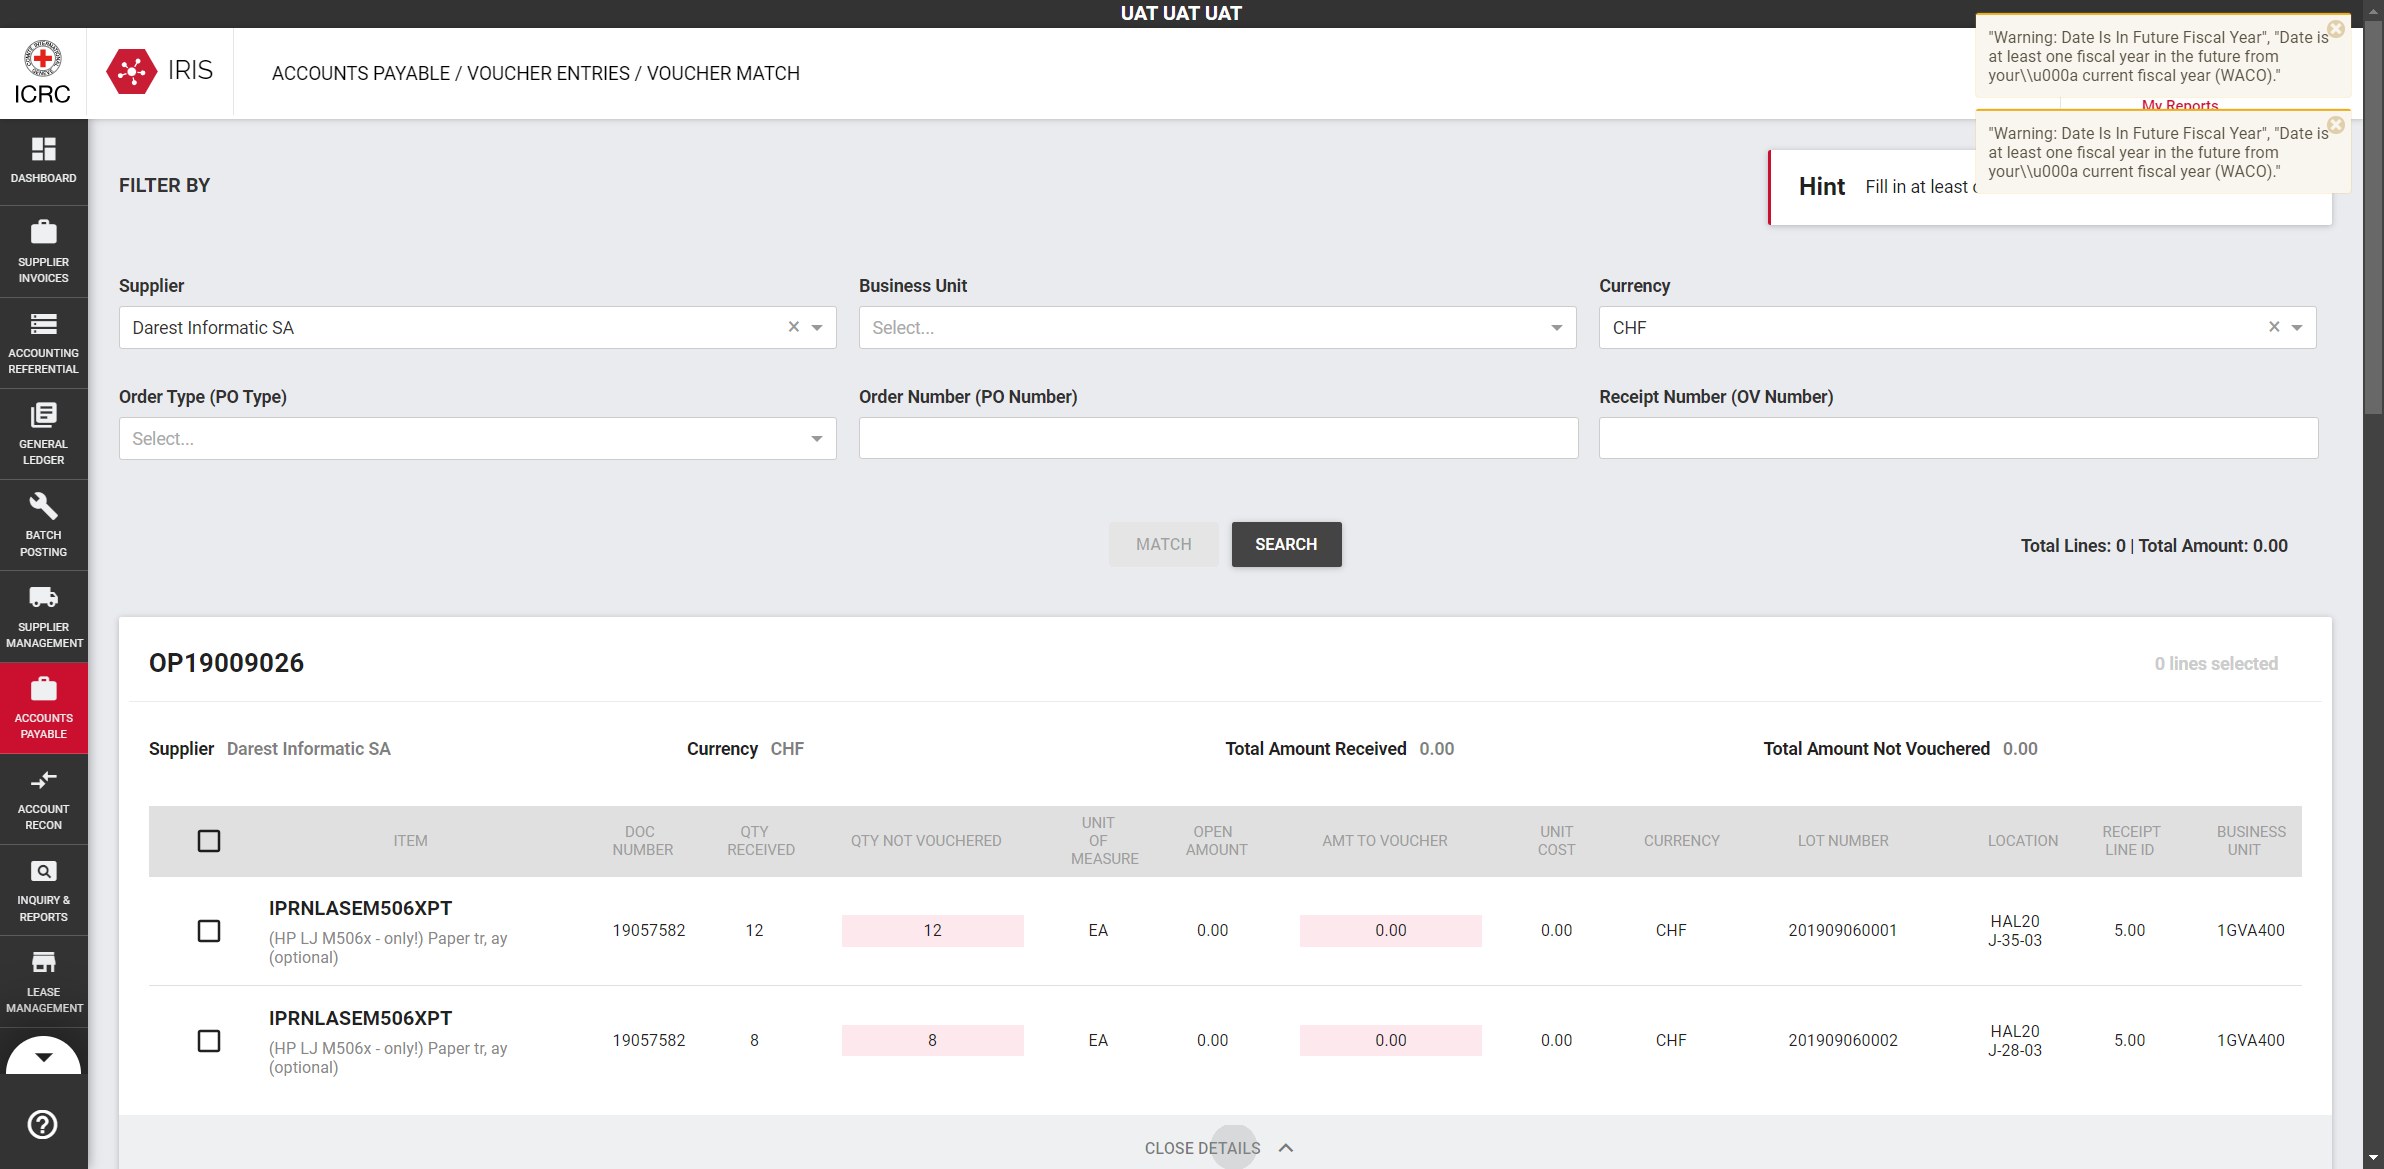 UAT UAT UAT
ICRC
IRIS
ACCOUNTS PAYABLE / VOUCHER ENTRIES / VOUCHER MATCH
"Warning: Date Is In Future Fiscal Year", "Date is
at least one fiscal year in the future from
your\\u000a current fiscal year (WACO)."
My Reports
"Warning: Date Is In Future Fiscal Year", "Date is
at least one fiscal year in the future from
your\\u000a current fiscal year (WACO)."
DASHBOARD
SUPPLIER
INVOICES
ACCOUNTING
REFERENTIAL
GENERAL
LEDGER
BATCH
POSTING
SUPPLIER
MANAGEMENT
ACCOUNTS
PAYABLE
ACCOUNT
RECON
INQUIRY &
REPORTS
LEASE
MANAGEMENT
FILTER BY
Hint Fill in at least
Supplier
Darest Informatic SA
Business Unit
Select...
Currency
CHF
Order Type (PO Type)
Select...
Order Number (PO Number)
Receipt Number (OV Number)
MATCH
SEARCH
Total Lines: 0 | Total Amount: 0.00
OP19009026
0 lines selected
Supplier Darest Informatic SA
Currency CHF
Total Amount Received 0.00
Total Amount Not Vouchered 0.00
ITEM
DOC
NUMBER
QTY
RECEIVED
QTY NOT VOUCHERED
UNIT
OF
MEASURE
OPEN
AMOUNT
AMT TO VOUCHER
UNIT
COST
CURRENCY
LOT NUMBER
LOCATION
RECEIPT
LINE ID
BUSINESS
UNIT
IPRNLASEM506XPT
(HP LJ M506x - only!) Paper tr, ay
(optional)
19057582
12
12
EA
0.00
0.00
0.00
CHF
201909060001
HAL20
J-35-03
5.00
1GVA400
IPRNLASEM506XPT
(HP LJ M506x - only!) Paper tr, ay
(optional)
19057582
8
8
EA
0.00
0.00
0.00
CHF
201909060002
HAL20
J-28-03
5.00
1GVA400
CLOSE DETAILS